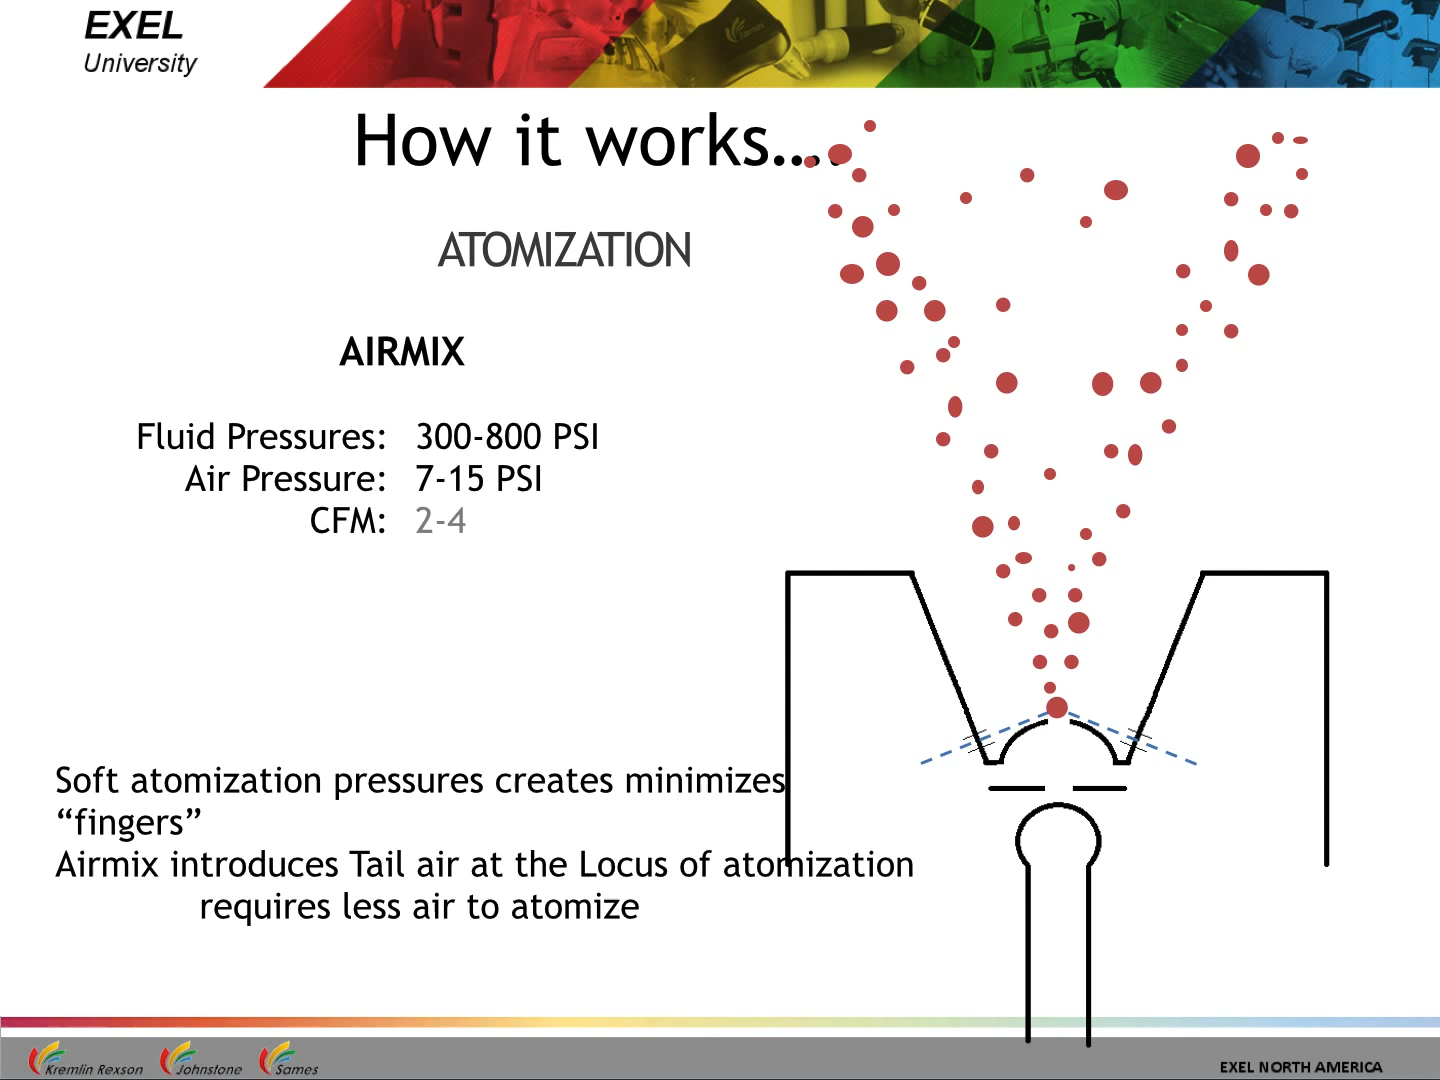 EXEL
University
Sames
How it works….
ATOMIZATION
AIRMIX
Fluid Pressures: 300-800 PSI
Air Pressure: 7-15 PSI
CFM: 2-4
Soft atomization pressures creates minimizes
“fingers”
Airmix introduces Tail air at the Locus of atomization
requires less air to atomize
Kremlin Rexson Johnstone Sames
EXEL NORTH AMERICA